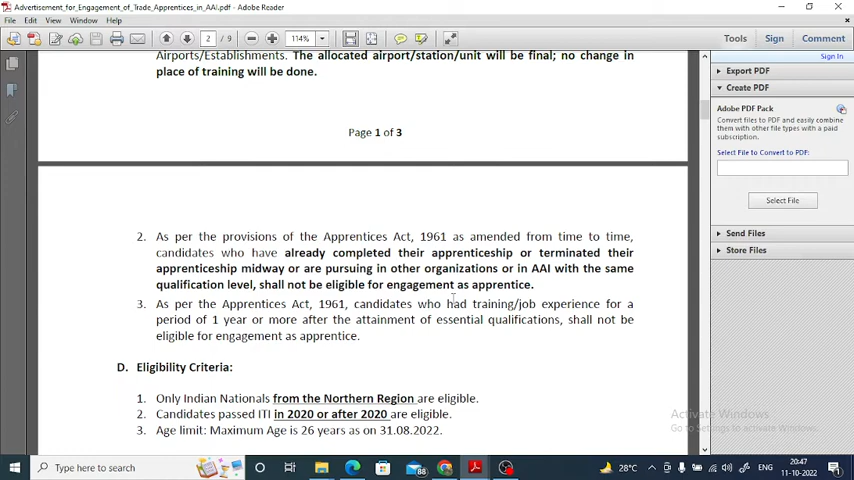 Advertisement_for_Engagement_of_Trade_Apprentices_in_AAI.pdf - Adobe Reader
File Edit View Window Help
2 / 9 114% Tools Sign Comment
Airports/Establishments. The allocated airport/station/unit will be final; no change in
place of training will be done.
Page 1 of 3
2. As per the provisions of the Apprentices Act, 1961 as amended from time to time,
candidates who have already completed their apprenticeship or terminated their
apprenticeship midway or are pursuing in other organizations or in AAI with the same
qualification level, shall not be eligible for engagement as apprentice.
3. As per the Apprentices Act, 1961, candidates who had training/job experience for a
period of 1 year or more after the attainment of essential qualifications, shall not be
eligible for engagement as apprentice.
D. Eligibility Criteria:
1. Only Indian Nationals from the Northern Region are eligible.
2. Candidates passed ITI in 2020 or after 2020 are eligible.
3. Age limit: Maximum Age is 26 years as on 31.08.2022.
Sign In
Export PDF
Create PDF
Adobe PDF Pack
Convert files to PDF and easily combine
them with other file types with a paid
subscription.
Select File to Convert to PDF:
Select File
Send Files
Store Files
Activate Windows
Go to Settings to activate Windows.
Type here to search
88
28°C
ENG
20:47
11-10-2022
1